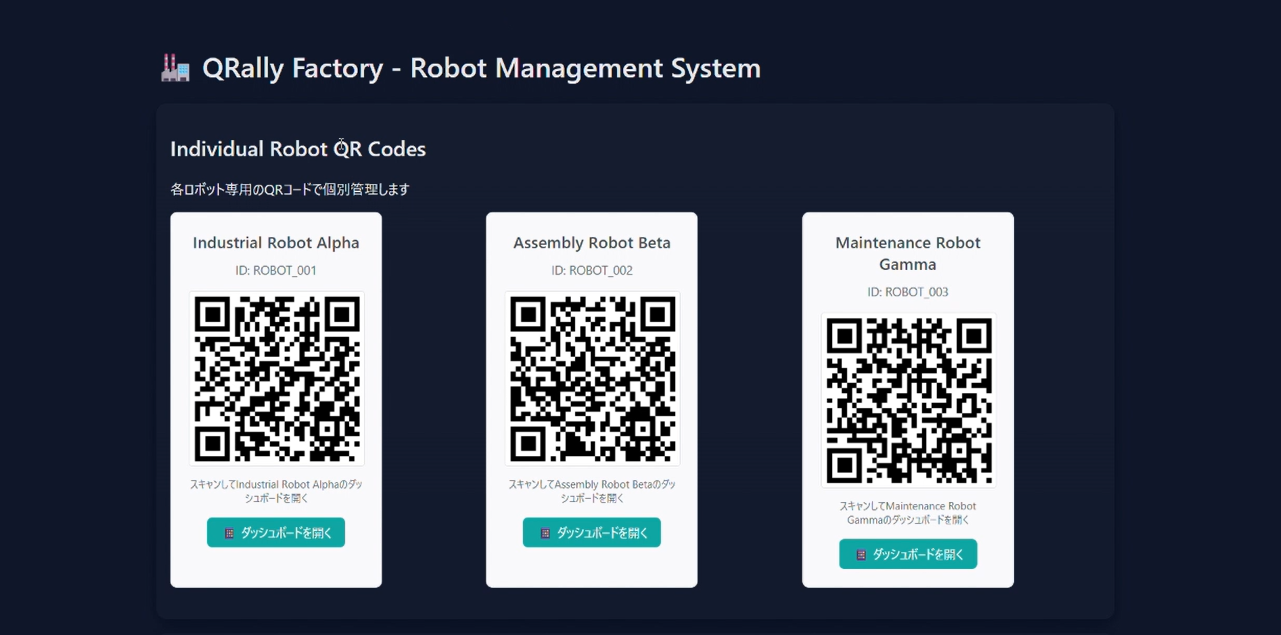 QRally Factory - Robot Management System
Individual Robot QR Codes
各ロボット専用のQRコードで個別管理します
Industrial Robot Alpha
ID: ROBOT_001
スキャンしてIndustrial Robot Alphaのダッ
シュボードを開く
ダッシュボードを開く
Assembly Robot Beta
ID: ROBOT_002
スキャンしてAssembly Robot Betaのダッ
シュボードを開く
ダッシュボードを開く
Maintenance Robot
Gamma
ID: ROBOT_003
スキャンしてMaintenance Robot
Gammaのダッシュボードを開く
ダッシュボードを開く